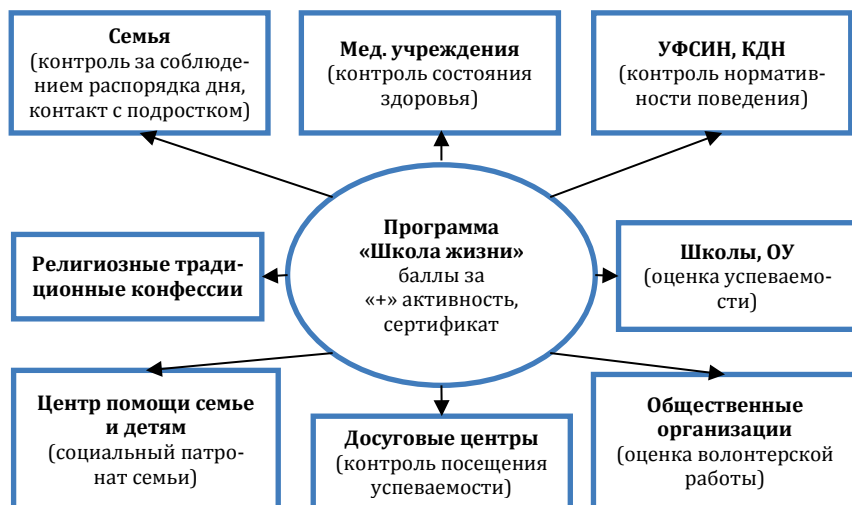 Семья
(контроль за соблюде-
нием распорядка дня,
контакт с подростком)
Мед. учреждения
(контроль состояния
здоровья)
УФСИН, КДН
(контроль норматив-
ности поведения)
Религиозные тради-
ционные конфессии
Программа
«Школа жизни»
баллы за
«+» активность,
сертификат
Школы, ОУ
(оценка успеваемо-
сти)
Центр помощи семье
и детям
(социальный патро-
нат семьи)
Досуговые центры
(контроль посещения
успеваемости)
Общественные
организации
(оценка волонтерской
работы)